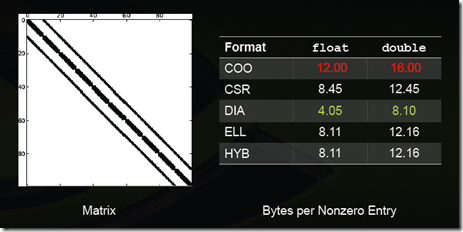 0 20 40 60 80
0
20
40
60
80
Matrix
Format float double
COO 12.00 16.00
CSR 8.45 12.45
DIA 4.05 8.10
ELL 8.11 12.16
HYB 8.11 12.16
Bytes per Nonzero Entry